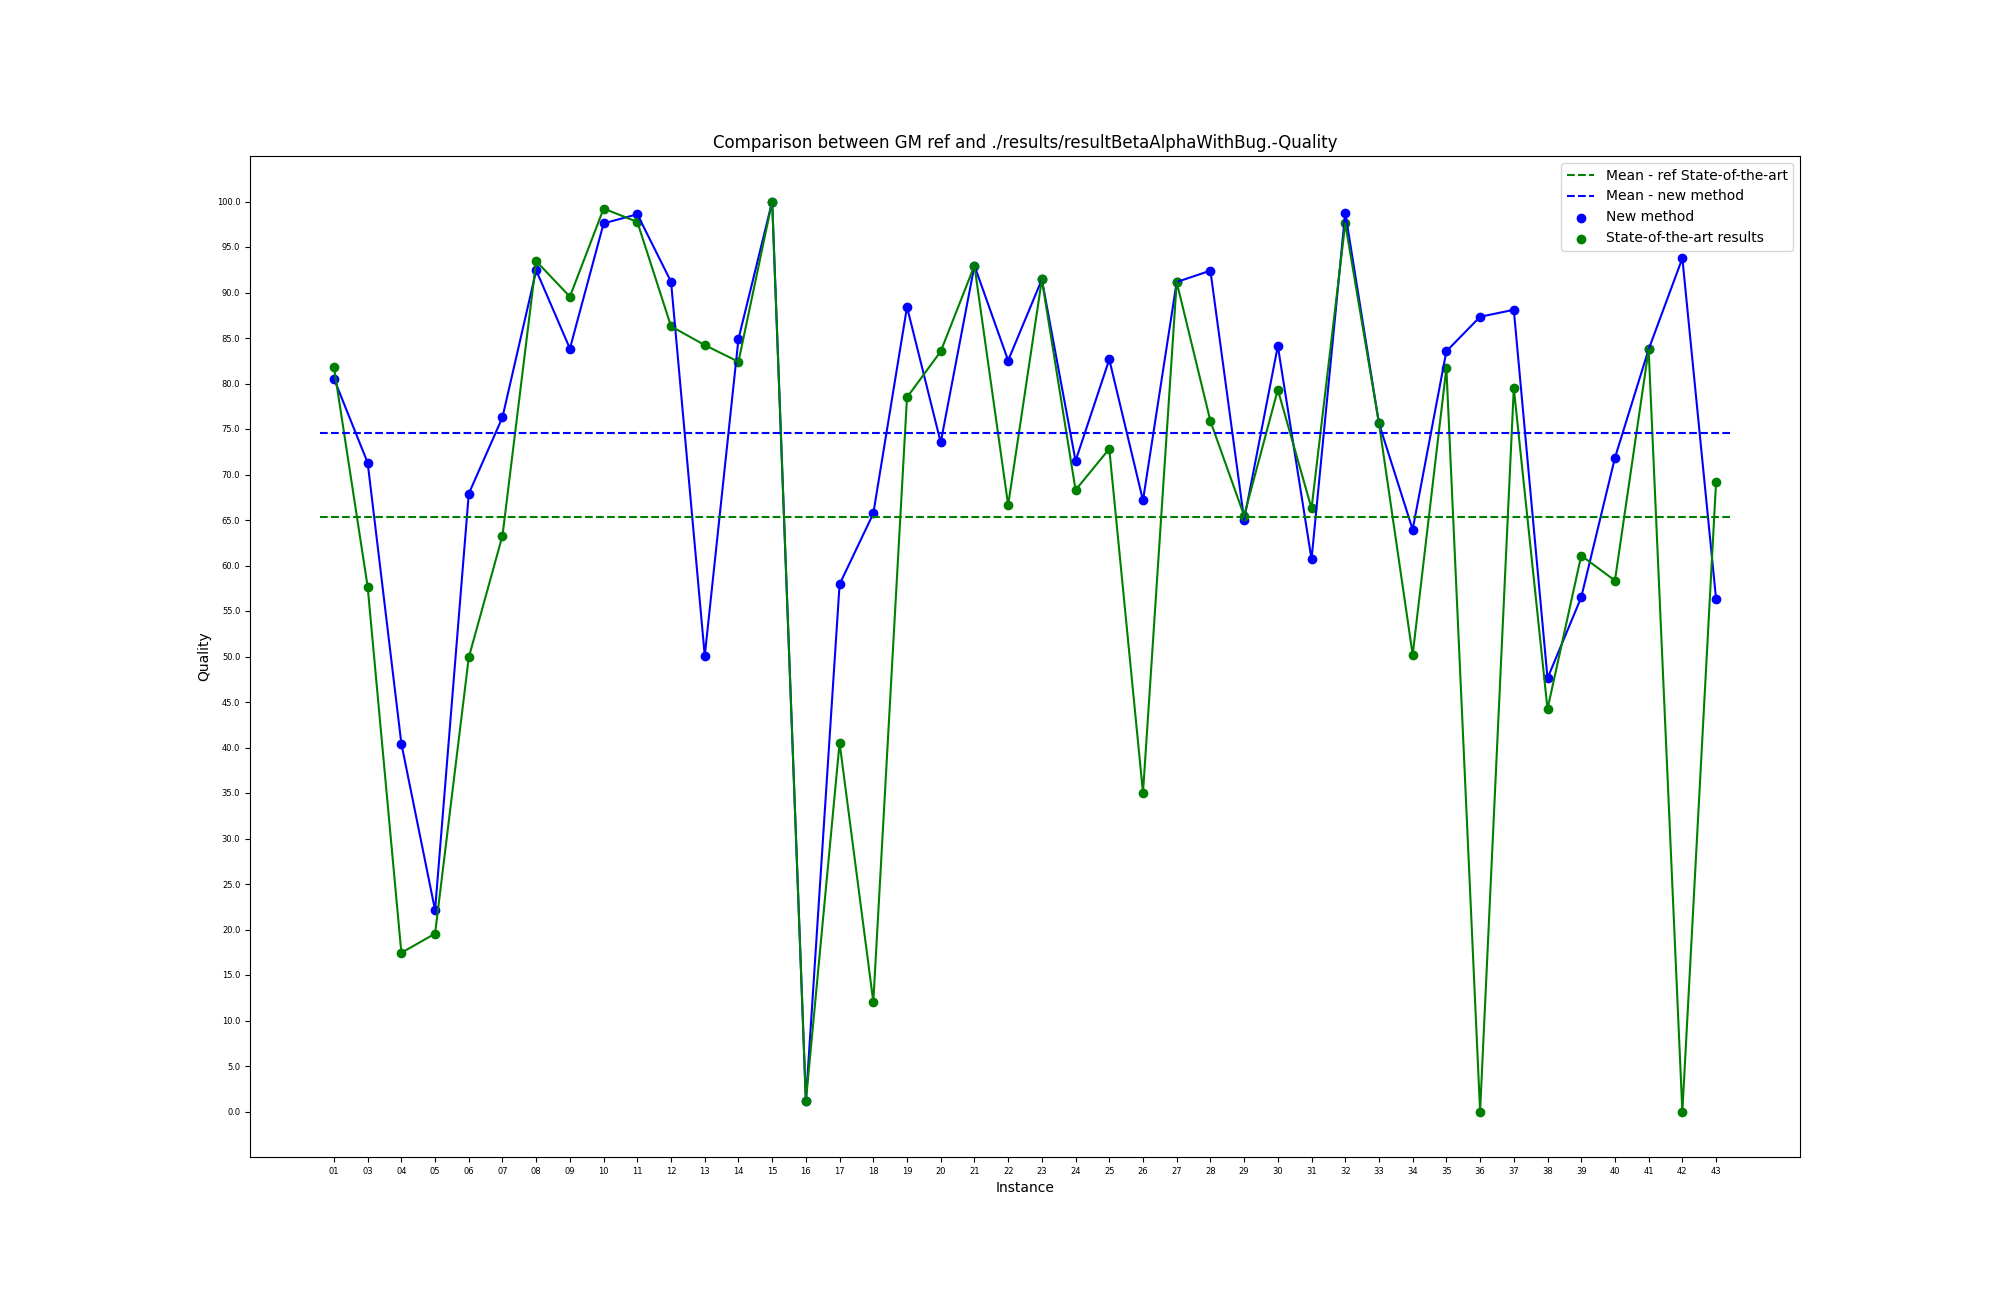 Comparison between GM ref and ./results/resultBetaAlphaWithBug.-Quality
Mean - ref State-of-the-art
Mean - new method
New method
State-of-the-art results
100.0
95.0
90.0
85.0
80.0
75.0
70.0
65.0
60.0
55.0
50.0
45.0
40.0
35.0
30.0
25.0
20.0
15.0
10.0
5.0
0.0
Quality
01 03 04 05 06 07 08 09 10 11 12 13 14 15 16 17 18 19 20 21 22 23 24 25 26 27 28 29 30 31 32 33 34 35 36 37 38 39 40 41 42 43
Instance